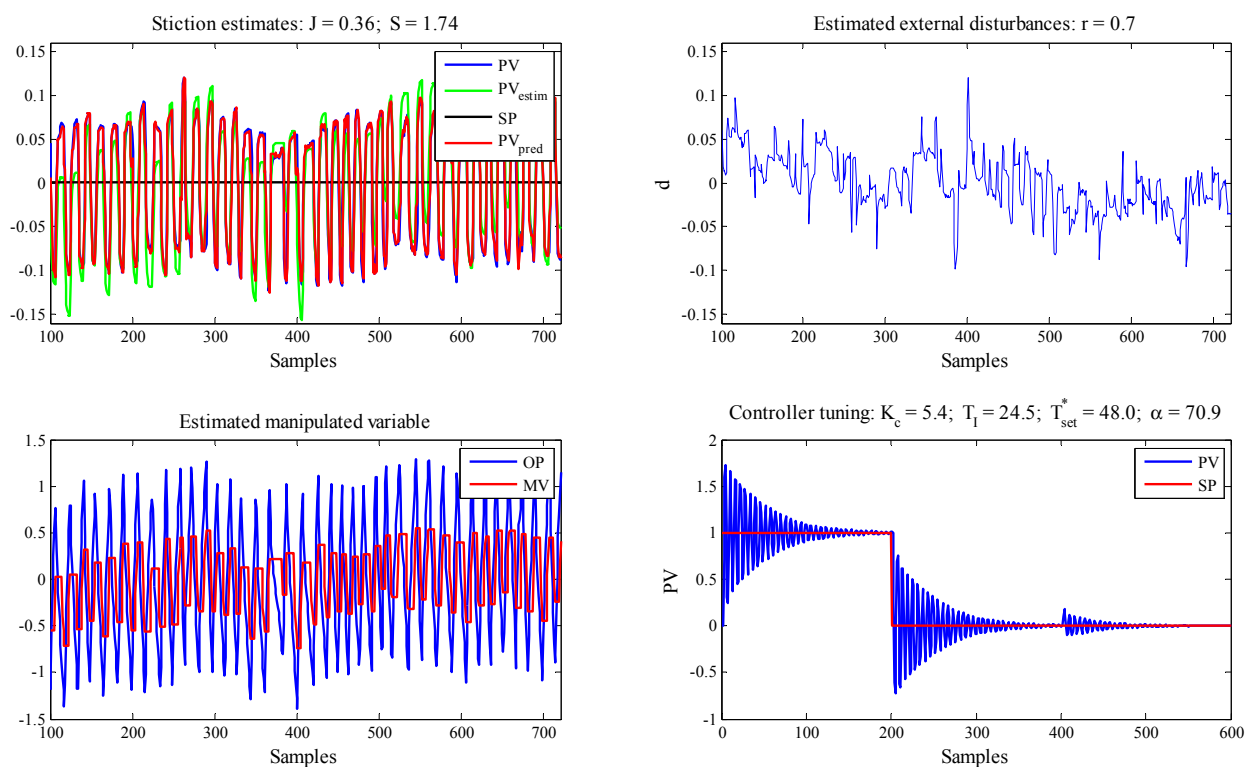 Stiction estimates: J = 0.36; S = 1.74
0.15
0.1
0.05
0
-0.05
-0.1
-0.15
100 200 300 400 500 600 700
Samples
PV
PV_estim
SP
PV_pred
Estimated external disturbances: r = 0.7
0.15
0.1
0.05
0
-0.05
-0.1
-0.15
d
100 200 300 400 500 600 700
Samples
Estimated manipulated variable
1.5
1
0.5
0
-0.5
-1
-1.5
100 200 300 400 500 600 700
Samples
OP
MV
Controller tuning: K_c = 5.4; T_I = 24.5; T*_set = 48.0; α = 70.9
2
1.5
1
0.5
0
-0.5
-1
PV
0 100 200 300 400 500 600
Samples
PV
SP